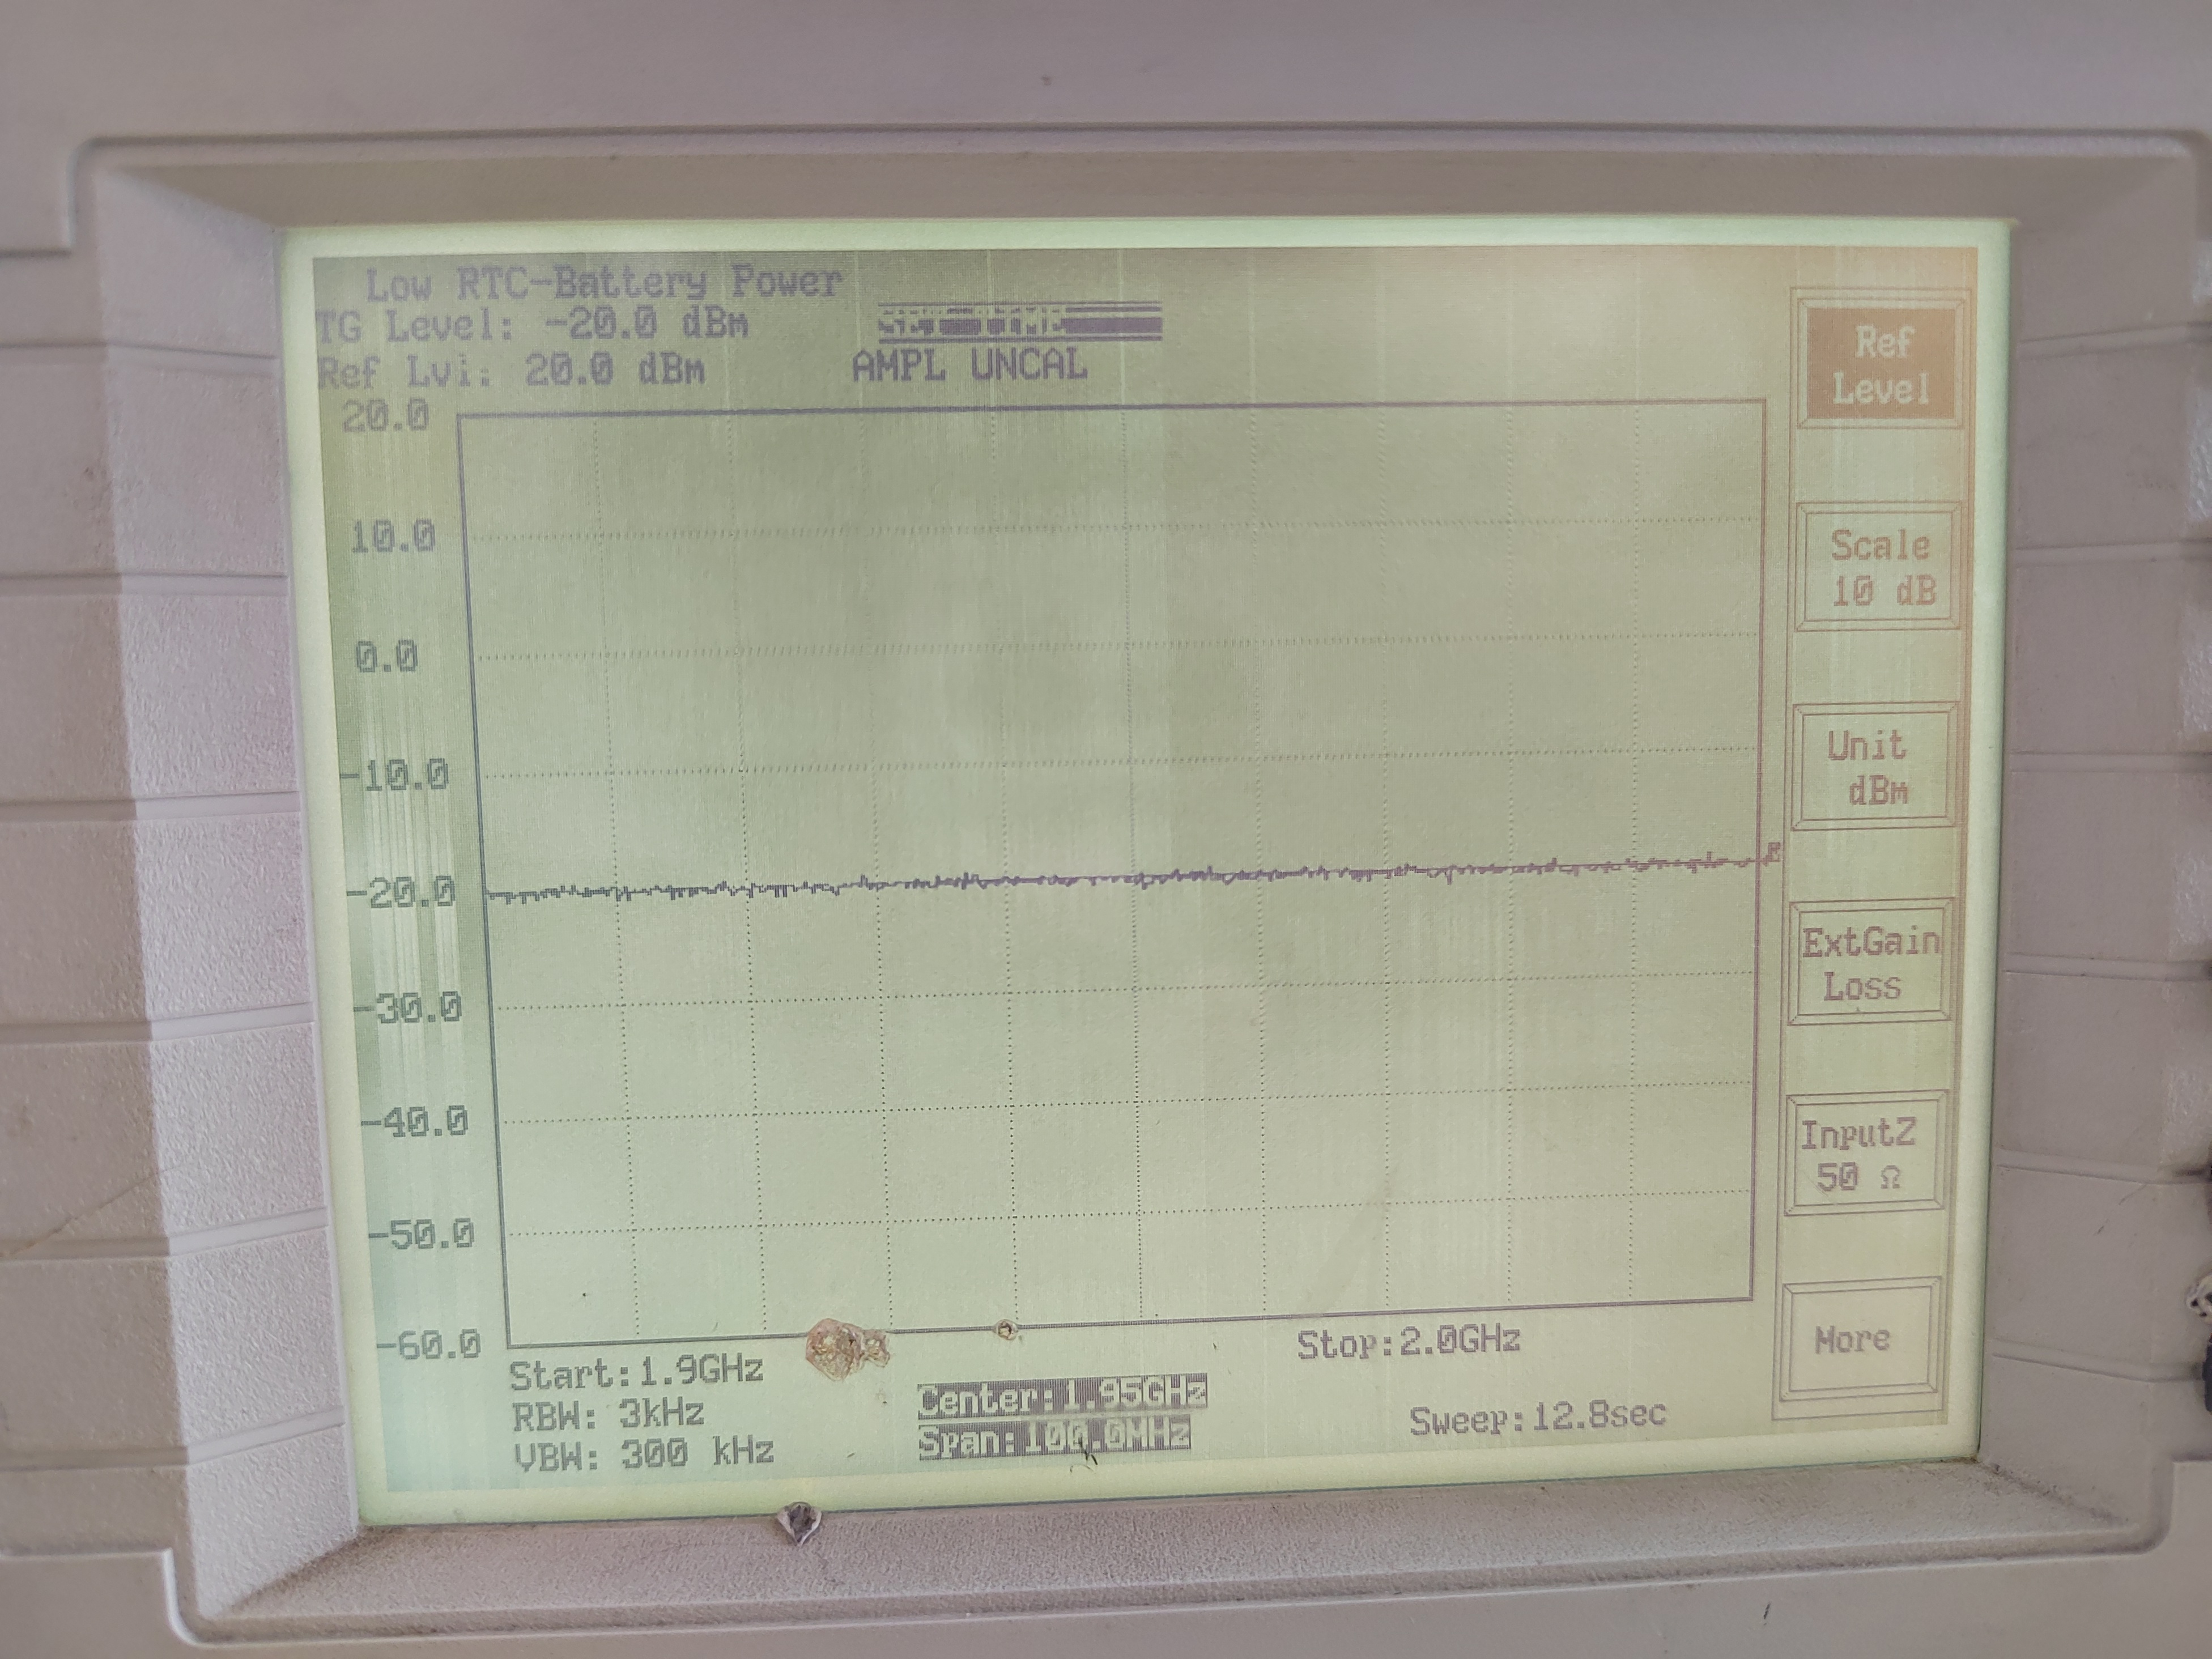 Low RTC-Battery Power
TG Level: -20.0 dBm
SET TIME
Ref Lvi: 20.0 dBm
AMPL UNCAL
20.0
10.0
0.0
-10.0
-20.0
-30.0
-40.0
-50.0
-60.0
R
Start:1.9GHz
Stop:2.0GHz
RBW: 3kHz
Center:1.95GHz
Sweep:12.8sec
VBW: 300 kHz
Span:100.0MHz
Ref
Level
Scale
10 dB
Unit
dBm
ExtGain
Loss
InputZ
50 Ω
More